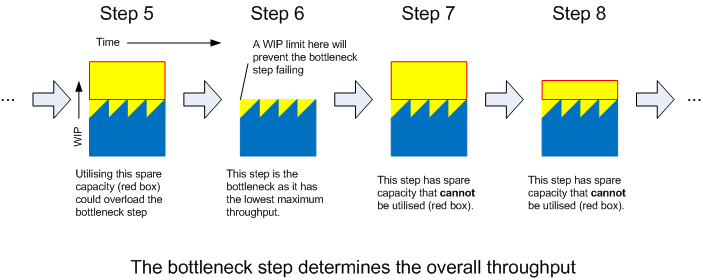 Step 5
Step 6
Step 7
Step 8
Time
A WIP limit here will
prevent the bottleneck
step failing
...
WIP
...
Utilising this spare
capacity (red box)
could overload the
bottleneck step
This step is the
bottleneck as it has
the lowest maximum
throughput.
This step has spare
capacity that cannot
be utilised (red box).
This step has spare
capacity that cannot
be utilised (red box).
The bottleneck step determines the overall throughput